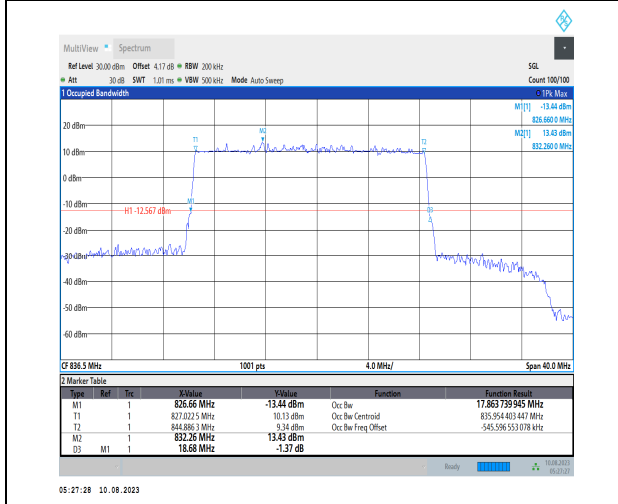 MultiView Spectrum
Ref Level 30.00 dBm Offset 4.17 dB RBW 200 kHz SGL
Att 30 dB SWT 1.01 ms VBW 500 kHz Mode Auto Sweep Count 100/100
1 Occupied Bandwidth 1Pk Max
M1[1] -13.44 dBm
826.6600 MHz
M2[1] 13.43 dBm
832.2600 MHz
20 dBm
M2
T1
T2
10 dBm
0 dBm
-10 dBm
M1
H1 -12.567 dBm
D3
-20 dBm
-30 dBm
-40 dBm
-50 dBm
-60 dBm
CF 836.5 MHz 1001 pts 4.0 MHz/ Span 40.0 MHz
2 Marker Table
Type Ref Trc X-Value Y-Value Function Function Result
M1 1 826.66 MHz -13.44 dBm Occ Bw 17.863 739 945 MHz
T1 1 827.0225 MHz 10.13 dBm Occ Bw Centroid 835.954 403 447 MHz
T2 1 844.8863 MHz 9.34 dBm Occ Bw Freq Offset -545.596 553 078 kHz
M2 1 832.26 MHz 13.43 dBm
D3 M1 1 18.68 MHz -1.37 dB
Ready 10.08.2023
05:27:27
05:27:28 10.08.2023